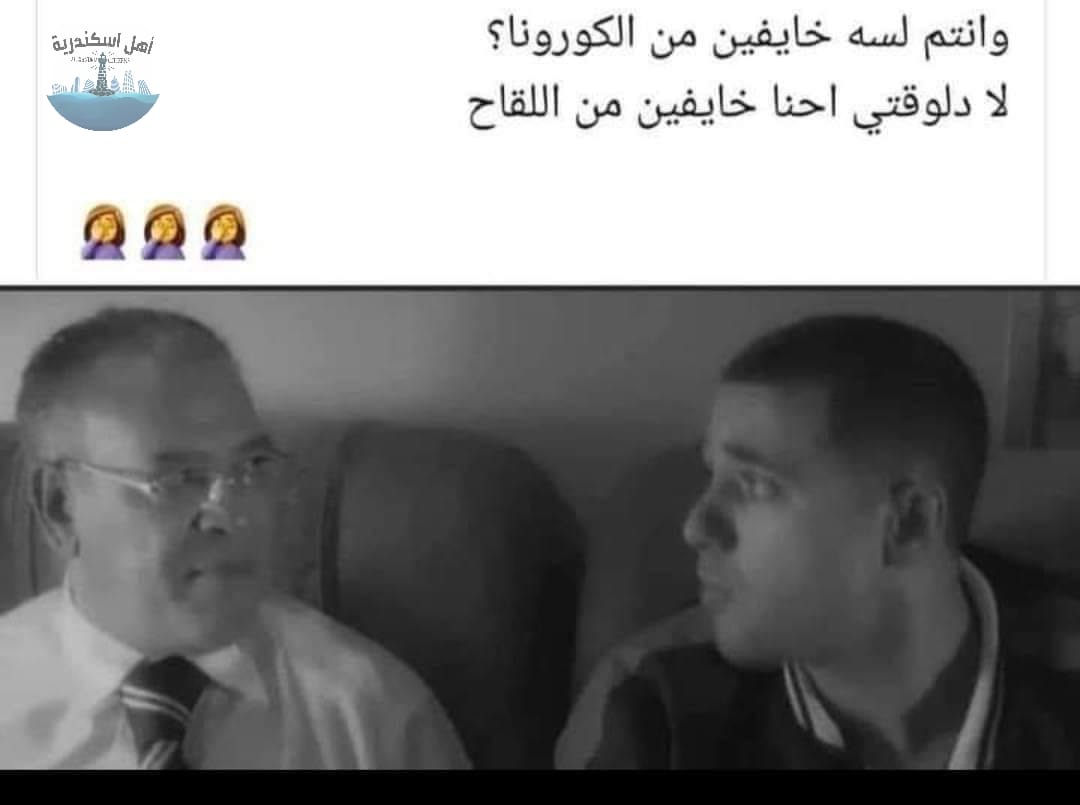 وانتم لسه خايفين من الكورونا؟
لا دلوقتي احنا خايفين من اللقاح
أهل اسكندرية